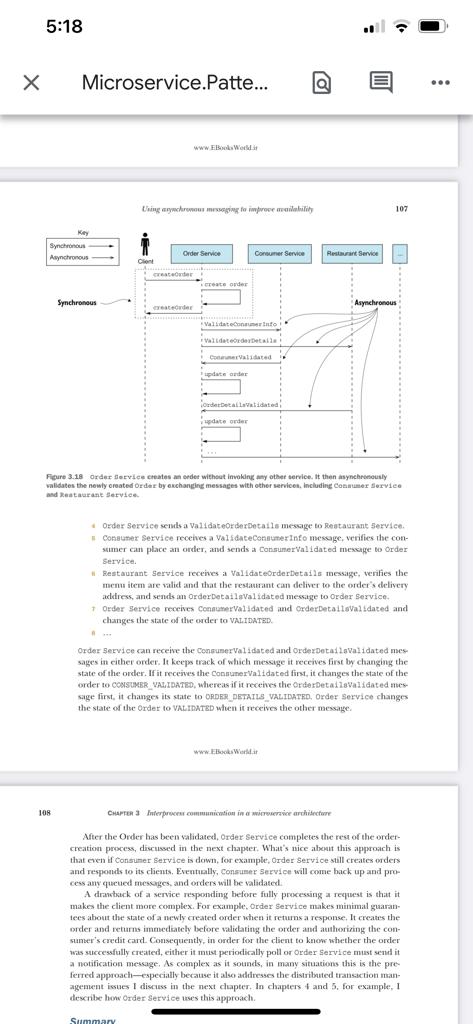 5:18
Microservice.Patte...
www.EBooksWorld.ir
Using asynchronous messaging to improve availability
107
Key
Synchronous
Asynchronous
Client
Order Service
Consumer Service
Restaurant Service
...
createOrder
create order
Synchronous
createOrder
Asynchronous
ValidateConsumerInfo
ValidateOrderDetails
ConsumerValidated
update order
OrderDetailsValidated
update order
...
Figure 3.18 Order Service creates an order without invoking any other service. It then asynchronously
validates the newly created Order by exchanging messages with other services, including Consumer Service
and Restaurant Service.
4 Order Service sends a ValidateOrderDetails message to Restaurant Service.
5 Consumer Service receives a ValidateConsumerInfo message, verifies the con-
sumer can place an order, and sends a ConsumerValidated message to Order
Service.
6 Restaurant Service receives a ValidateOrderDetails message, verifies the
menu item are valid and that the restaurant can deliver to the order's delivery
address, and sends an OrderDetailsValidated message to Order Service.
7 Order Service receives ConsumerValidated and OrderDetailsValidated and
changes the state of the order to VALIDATED.
8 ...
Order Service can receive the ConsumerValidated and OrderDetailsValidated mes-
sages in either order. It keeps track of which message it receives first by changing the
state of the order. If it receives the ConsumerValidated first, it changes the state of the
order to CONSUMER_VALIDATED, whereas if it receives the OrderDetailsValidated mes-
sage first, it changes its state to ORDER_DETAILS_VALIDATED. Order Service changes
the state of the Order to VALIDATED when it receives the other message.
www.EBooksWorld.ir
108
CHAPTER 3 Interprocess communication in a microservice architecture
After the Order has been validated, Order Service completes the rest of the order-
creation process, discussed in the next chapter. What's nice about this approach is
that even if Consumer Service is down, for example, Order Service still creates orders
and responds to its clients. Eventually, Consumer Service will come back up and pro-
cess any queued messages, and orders will be validated.
A drawback of a service responding before fully processing a request is that it
makes the client more complex. For example, Order Service makes minimal guaran-
tees about the state of a newly created order when it returns a response. It creates the
order and returns immediately before validating the order and authorizing the con-
sumer's credit card. Consequently, in order for the client to know whether the order
was successfully created, either it must periodically poll or Order Service must send it
a notification message. As complex as it sounds, in many situations this is the pre-
ferred approach—especially because it also addresses the distributed transaction man-
agement issues I discuss in the next chapter. In chapters 4 and 5, for example, I
describe how Order Service uses this approach.
Summary